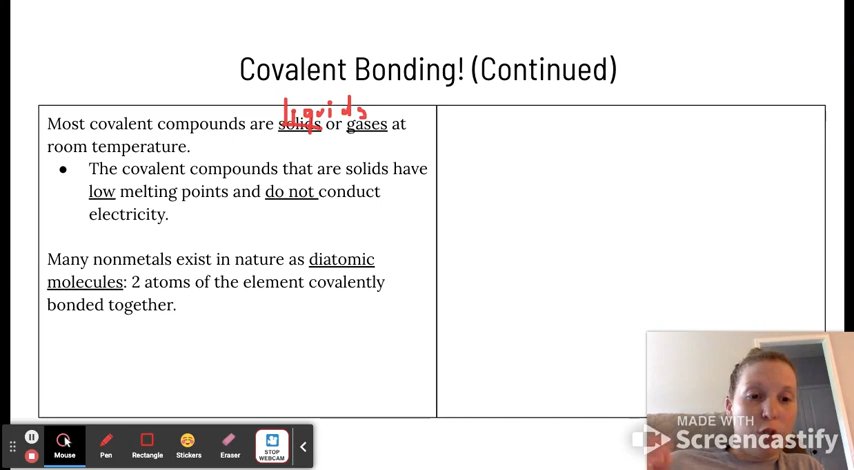 Covalent Bonding! (Continued)
liquids
Most covalent compounds are solids or gases at
room temperature.
● The covalent compounds that are solids have
low melting points and do not conduct
electricity.
Many nonmetals exist in nature as diatomic
molecules: 2 atoms of the element covalently
bonded together.
MADE WITH
Screencastify
Mouse
Pen
Rectangle
Stickers
Eraser
STOP
WEBCAM